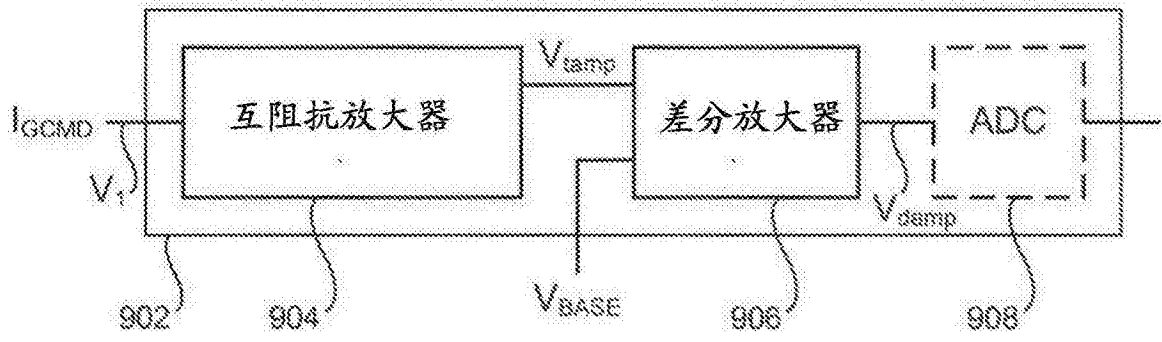 V_tamp
I_GCMD
互阻抗放大器
差分放大器
ADC
V_1
V_damp
V_BASE
902
904
906
908